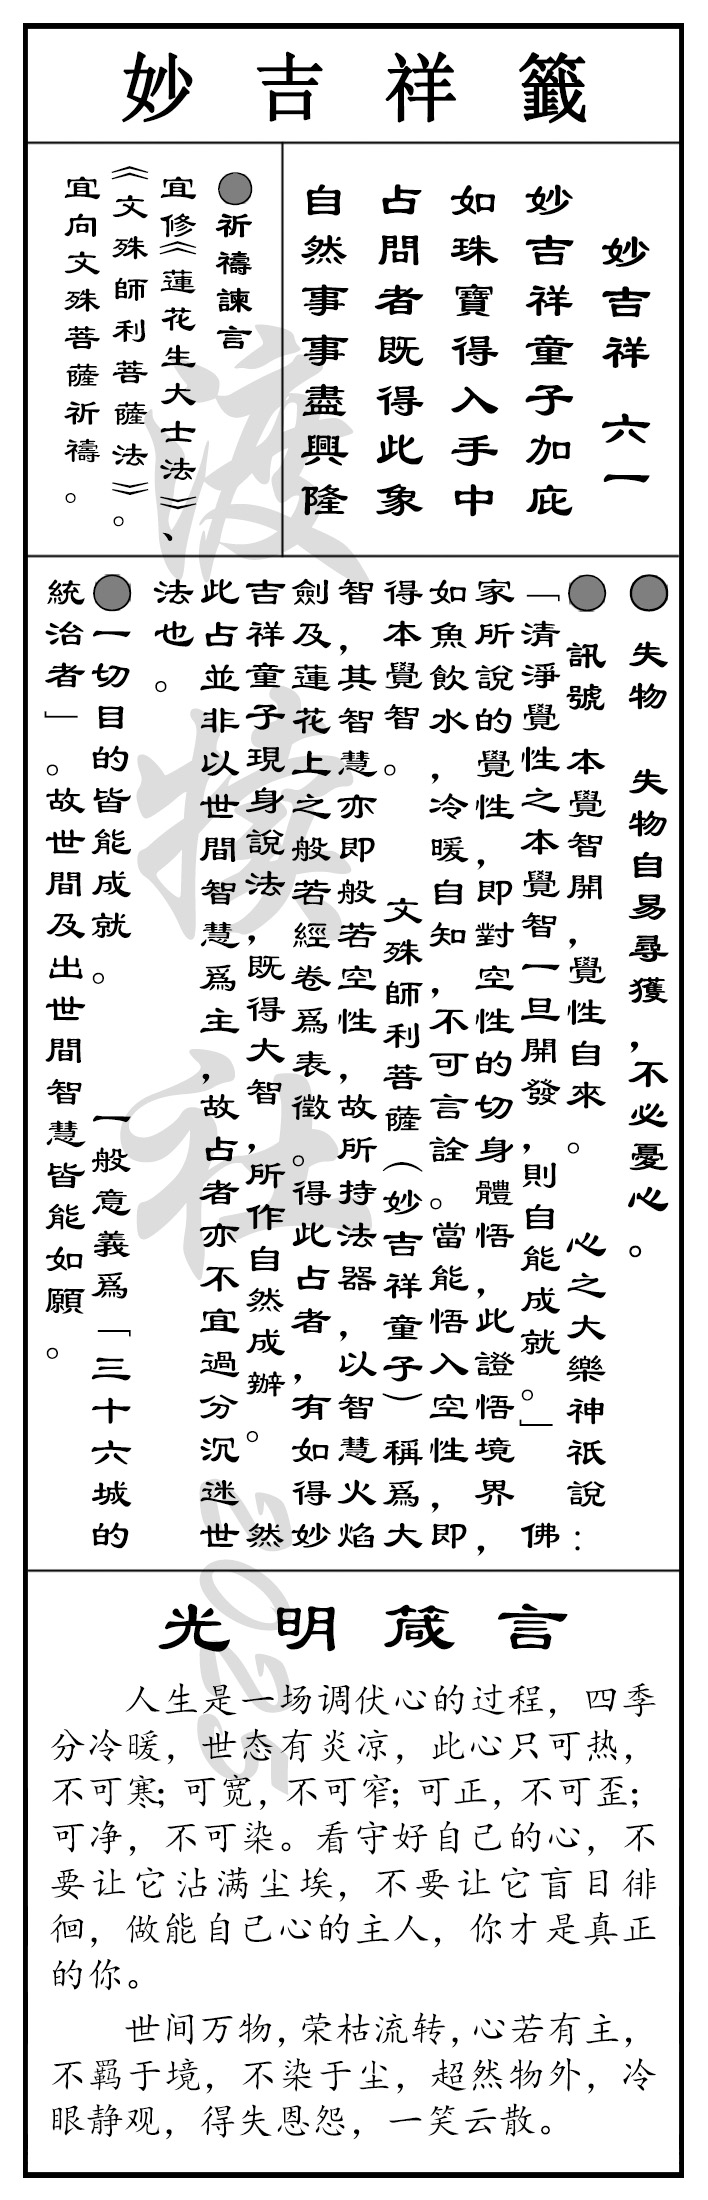 妙吉祥籤
妙吉祥 六一
妙吉祥童子加庇
如珠寶得入手中
占問者既得此象
自然事事盡興隆
●祈禱諫言
宜修《蓮花生大士法》、
《文殊師利菩薩法》。
宜向文殊菩薩祈禱。
● 失物 失物自易尋獲，不必憂心。
● 訊號 本覺智開，覺性自來。 心之大樂神祇說：
「清淨覺性之本覺智一旦開發，則自能成就。」 佛
家所說的覺性，即對空性的切身體悟，此證悟境界，
如魚飲水，冷暖自知，不可言詮。當能悟入空性，即
得本覺智。 文殊師利菩薩（妙吉祥童子）稱爲大
智，其智慧亦即般若空性，故所持法器，以智慧火焰
劍及蓮花上之般若經卷爲表徵。得此占者，有如得妙
吉祥童子現身說法，既得大智，所作自然成辦。 然
此占並非以世間智慧爲主，故占者亦不宜過分沉迷世
法也。
●一切目的皆能成就。 一般意義爲「三十六城的
統治者」。故世間及出世間智慧皆能如願。
光明箴言
人生是一场调伏心的过程，四季
分冷暖，世态有炎凉，此心只可热，
不可寒；可宽，不可窄；可正，不可歪；
可净，不可染。看守好自己的心，不
要让它沾满尘埃，不要让它盲目徘
徊，做能自己心的主人，你才是真正
的你。
世间万物，荣枯流转，心若有主，
不羁于境，不染于尘，超然物外，冷
眼静观，得失恩怨，一笑云散。
渡犊社2025